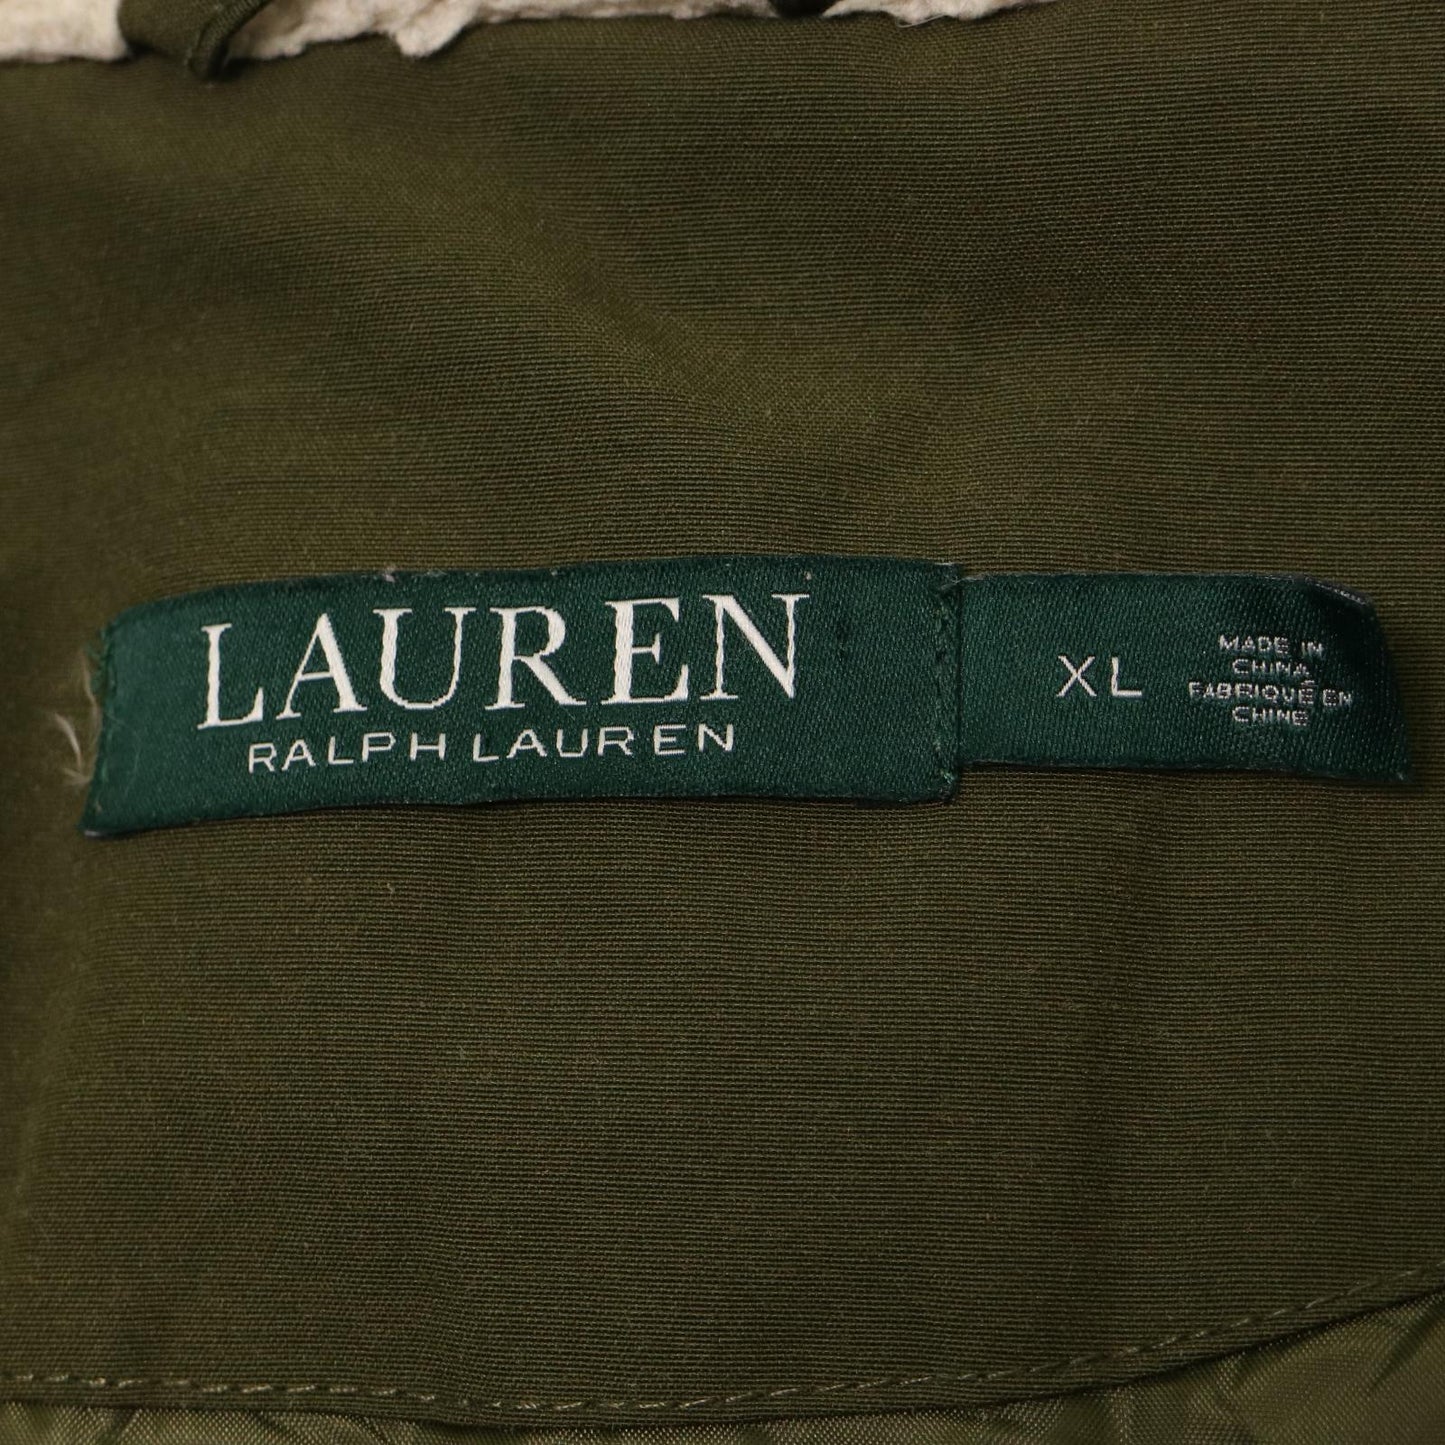 LAUREN
RALPH LAUREN
XL
MADE IN
CHINA
FABRIQUÉ EN
CHINE